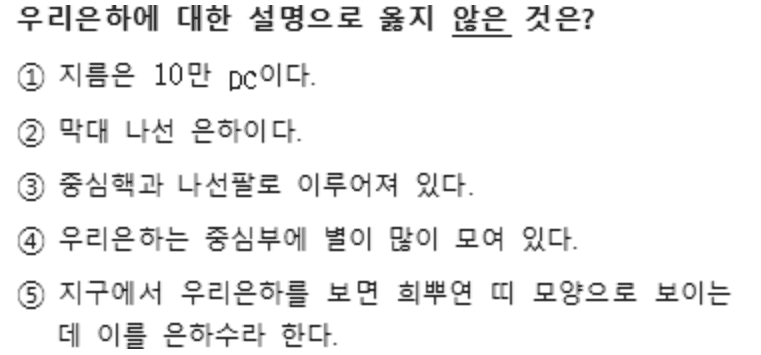 우리은하에 대한 설명으로 옳지 않은 것은?
① 지름은 10만 pc이다.
② 막대 나선 은하이다.
③ 중심핵과 나선팔로 이루어져 있다.
④ 우리은하는 중심부에 별이 많이 모여 있다.
⑤ 지구에서 우리은하를 보면 희뿌연 띠 모양으로 보이는
데 이를 은하수라 한다.